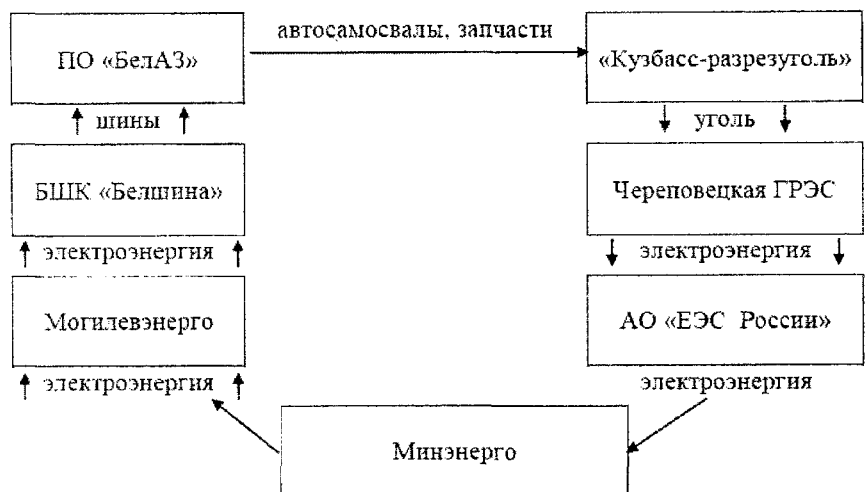 автосамосвалы, запчасти
ПО «БелАЗ»
«Кузбасс-разрезуголь»
шины
уголь
БШК «Белшина»
Череповецкая ГРЭС
электроэнергия
электроэнергия
Могилевэнерго
АО «ЕЭС России»
электроэнергия
электроэнергия
Минэнерго